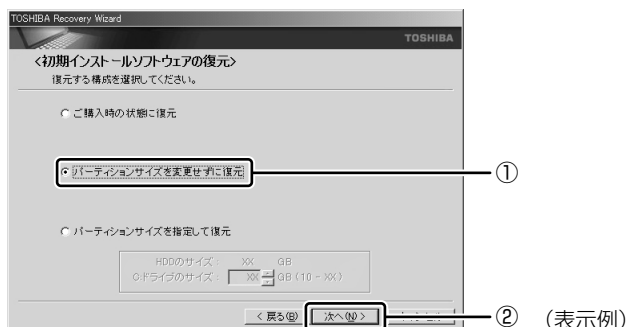 TOSHIBA Recovery Wizard
TOSHIBA
<初期インストールソフトウェアの復元>
復元する構成を選択してください。
ご購入時の状態に復元
パーティションサイズを変更せずに復元
①
パーティションサイズを指定して復元
HDDのサイズ： XX GB
C:ドライブのサイズ： XX GB (10 - XX)
< 戻る(B) 次へ(N) >
② (表示例)